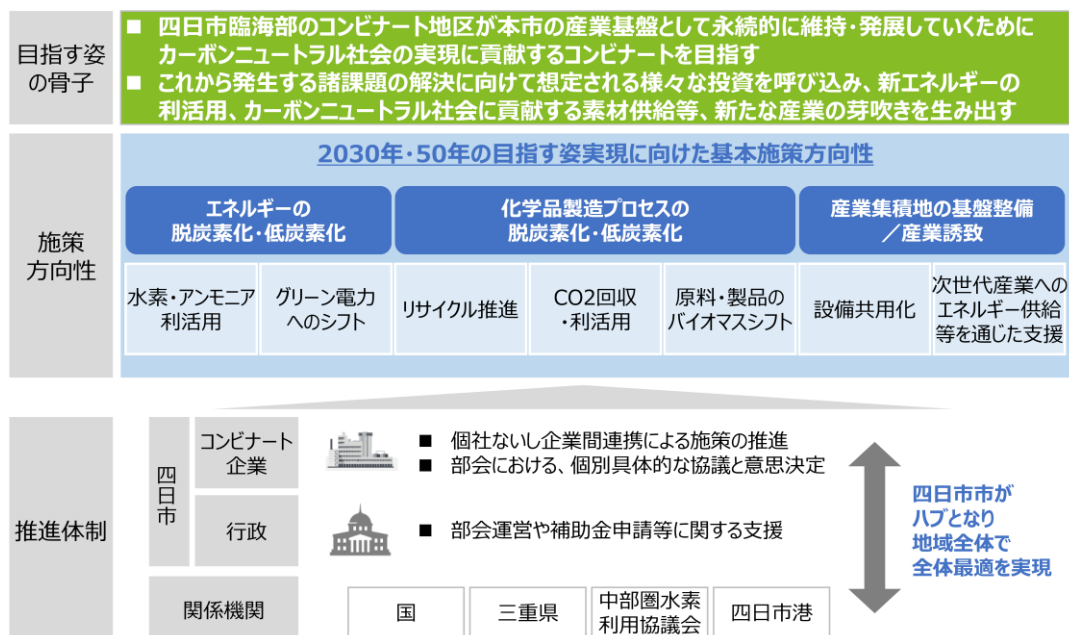 目指す姿
の骨子
■ 四日市臨海部のコンビナート地区が本市の産業基盤として永続的に維持・発展していくために
カーボンニュートラル社会の実現に貢献するコンビナートを目指す
■ これから発生する諸課題の解決に向けて想定される様々な投資を呼び込み、新エネルギーの
利活用、カーボンニュートラル社会に貢献する素材供給等、新たな産業の芽吹きを生み出す
施策
方向性
2030年・50年の目指す姿実現に向けた基本施策方向性
エネルギーの
脱炭素化・低炭素化
化学品製造プロセスの
脱炭素化・低炭素化
産業集積地の基盤整備
／産業誘致
水素・アンモニア
利活用
グリーン電力
へのシフト
リサイクル推進
CO2回収
・利活用
原料・製品の
バイオマスシフト
設備共用化
次世代産業への
エネルギー供給
等を通じた支援
推進体制
四日市
コンビナート
企業
■ 個社ないし企業間連携による施策の推進
■ 部会における、個別具体的な協議と意思決定
行政
■ 部会運営や補助金申請等に関する支援
四日市市が
ハブとなり
地域全体で
全体最適を実現
関係機関
国
三重県
中部圏水素
利用協議会
四日市港